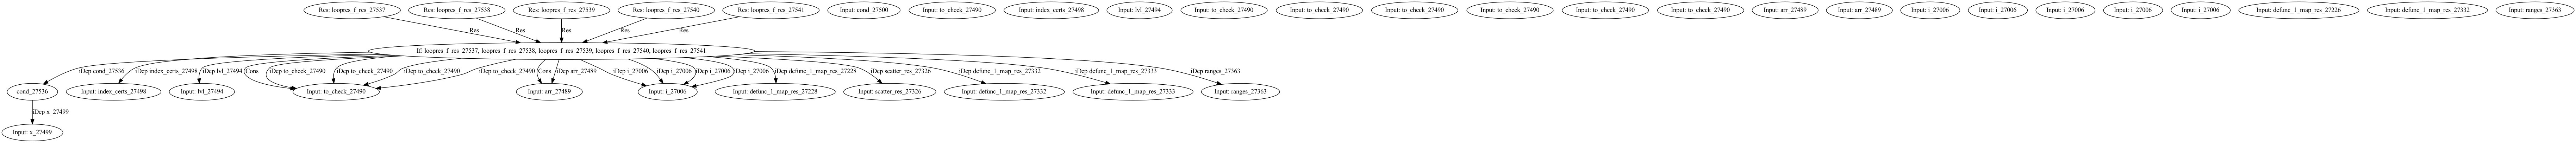 Res: loopres_f_res_27537
Res: loopres_f_res_27538
Res: loopres_f_res_27539
Res: loopres_f_res_27540
Res: loopres_f_res_27541
Input: cond_27500
Input: to_check_27490
Input: index_certs_27498
Input: lvl_27494
Input: to_check_27490
Input: to_check_27490
Input: to_check_27490
Input: to_check_27490
Input: to_check_27490
Input: to_check_27490
Input: arr_27489
Input: arr_27489
Input: i_27006
Input: i_27006
Input: i_27006
Input: i_27006
Input: i_27006
Input: defunc_1_map_res_27226
Input: defunc_1_map_res_27332
Input: ranges_27363
Res
Res
Res
Res
Res
If: loopres_f_res_27537, loopres_f_res_27538, loopres_f_res_27539, loopres_f_res_27540, loopres_f_res_27541
iDep cond_27536
iDep index_certs_27498
iDep lvl_27494
Cons
iDep to_check_27490
iDep to_check_27490
iDep to_check_27490
iDep to_check_27490
Cons
iDep arr_27489
iDep i_27006
iDep i_27006
iDep i_27006
iDep i_27006
iDep defunc_1_map_res_27228
iDep scatter_res_27326
iDep defunc_1_map_res_27332
iDep defunc_1_map_res_27333
iDep ranges_27363
cond_27536
Input: index_certs_27498
Input: lvl_27494
Input: to_check_27490
Input: arr_27489
Input: i_27006
Input: defunc_1_map_res_27228
Input: scatter_res_27326
Input: defunc_1_map_res_27332
Input: defunc_1_map_res_27333
Input: ranges_27363
iDep x_27499
Input: x_27499